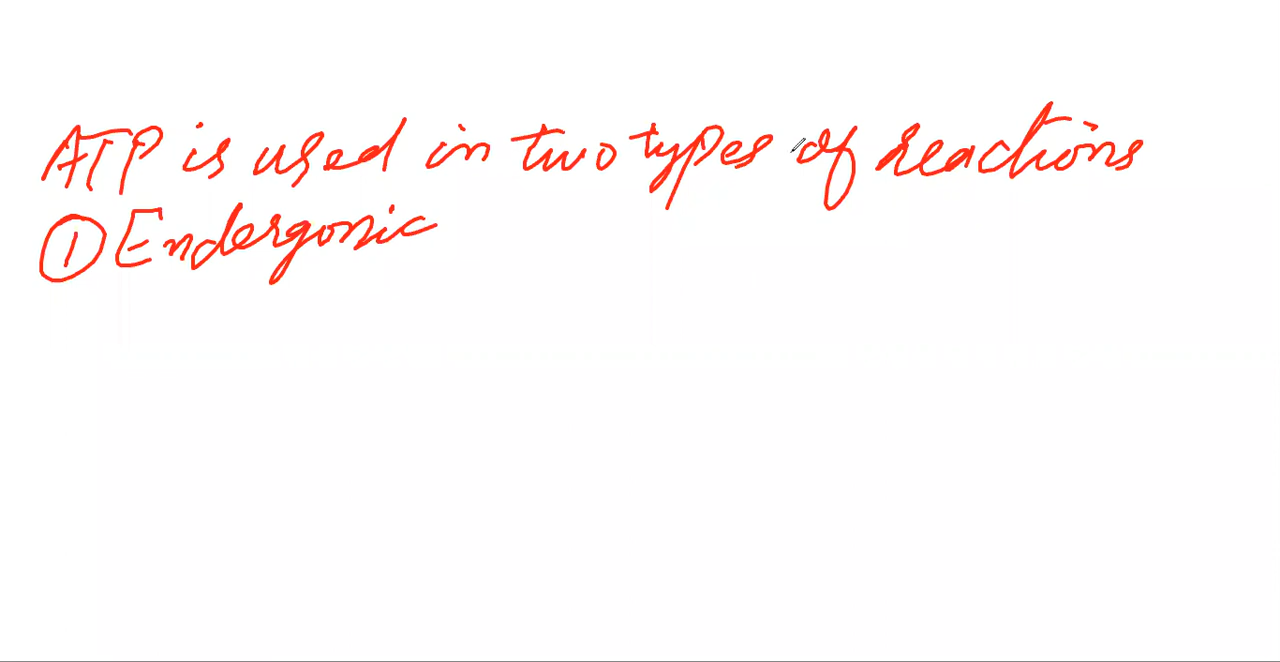 ATP is used in two types of reactions
① Endergonic